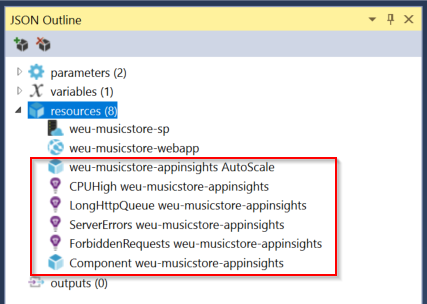 JSON Outline
parameters (2)
variables (1)
resources (8)
weu-musicstore-sp
weu-musicstore-webapp
weu-musicstore-appinsights AutoScale
CPUHigh weu-musicstore-appinsights
LongHttpQueue weu-musicstore-appinsights
ServerErrors weu-musicstore-appinsights
ForbiddenRequests weu-musicstore-appinsights
Component weu-musicstore-appinsights
outputs (0)